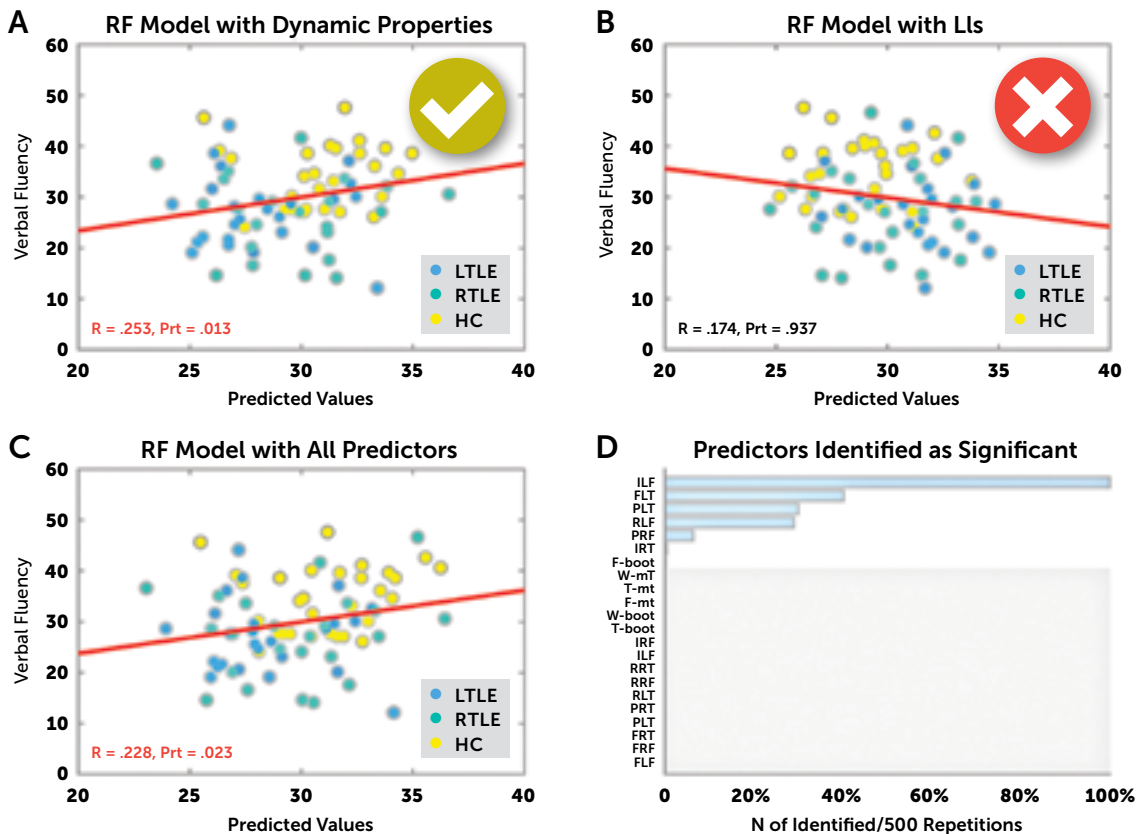 A
RF Model with Dynamic Properties
60
50
40
30
20
10
0
Verbal Fluency
R = .253, Prt = .013
LTLE
RTLE
HC
20 25 30 35 40
Predicted Values
B
RF Model with LIs
60
50
40
30
20
10
0
Verbal Fluency
R = .174, Prt = .937
LTLE
RTLE
HC
20 25 30 35 40
Predicted Values
C
RF Model with All Predictors
60
50
40
30
20
10
0
Verbal Fluency
R = .228, Prt = .023
LTLE
RTLE
HC
20 25 30 35 40
Predicted Values
D
Predictors Identified as Significant
ILF
FLT
PLT
RLF
PRF
IRT
F-boot
W-mT
T-mt
F-mt
W-boot
T-boot
IRF
ILF
RRT
RRF
RLT
PRT
PLT
FRT
FRF
FLF
0 20% 40% 60% 80% 100%
N of Identified/500 Repetitions